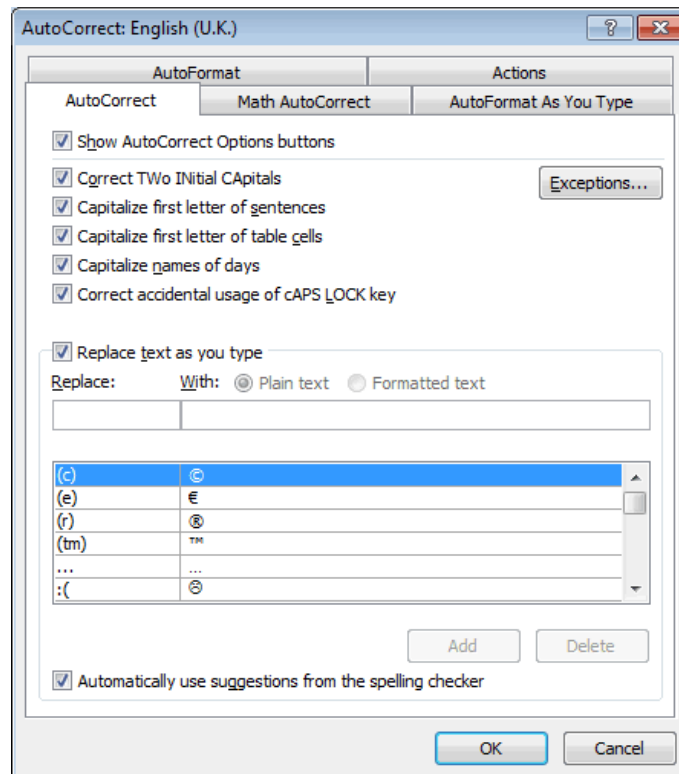 AutoCorrect: English (U.K.)
AutoFormat Actions
AutoCorrect Math AutoCorrect AutoFormat As You Type
Show AutoCorrect Options buttons
Correct TWo INitial CApitals
Exceptions...
Capitalize first letter of sentences
Capitalize first letter of table cells
Capitalize names of days
Correct accidental usage of cAPS LOCK key
Replace text as you type
Replace: With: Plain text Formatted text
(c) ©
(e) €
(r) ®
(tm) ™
... …
:( ☹
Add Delete
Automatically use suggestions from the spelling checker
OK Cancel